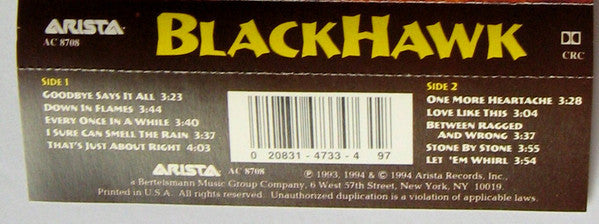 ARISTA
AC 8708
BLACKHAWK
CRC
SIDE 1
GOODBYE SAYS IT ALL 3:23
DOWN IN FLAMES 3:44
EVERY ONCE IN A WHILE 3:40
I SURE CAN SMELL THE RAIN 3:37
THAT'S JUST ABOUT RIGHT 4:03
SIDE 2
ONE MORE HEARTACHE 3:28
LOVE LIKE THIS 3:04
BETWEEN RAGGED
AND WRONG 3:37
STONE BY STONE 3:55
LET 'EM WHIRL 3:54
0 20831-4733-4 97
ARISTA AC 8708 ℗ 1993, 1994 & © 1994 Arista Records, Inc.,
a Bertelsmann Music Group Company, 6 West 57th Street, New York, NY 10019.
Printed in U.S.A. All rights reserved. Unauthorized duplication is a violation of applicable laws.